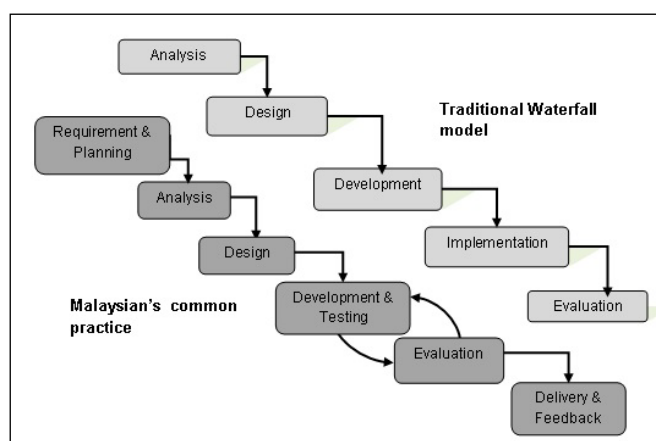 Analysis
Design
Traditional Waterfall
model
Requirement &
Planning
Development
Analysis
Implementation
Design
Malaysian's common
practice
Development &
Testing
Evaluation
Evaluation
Delivery &
Feedback